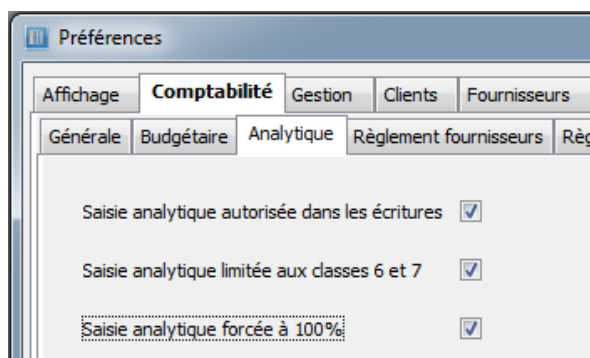 Préférences
Affichage Comptabilité Gestion Clients Fournisseurs
Générale Budgétaire Analytique Règlement fournisseurs Règ
Saisie analytique autorisée dans les écritures
Saisie analytique limitée aux classes 6 et 7
Saisie analytique forcée à 100%